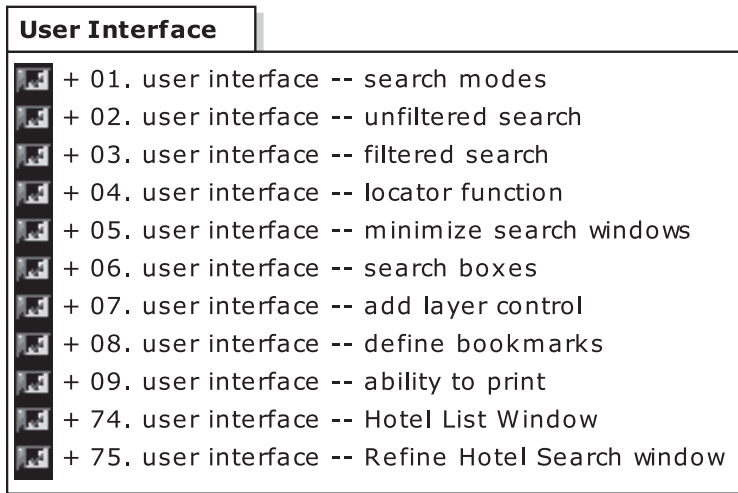 User Interface
+ 01. user interface -- search modes
+ 02. user interface -- unfiltered search
+ 03. user interface -- filtered search
+ 04. user interface -- locator function
+ 05. user interface -- minimize search windows
+ 06. user interface -- search boxes
+ 07. user interface -- add layer control
+ 08. user interface -- define bookmarks
+ 09. user interface -- ability to print
+ 74. user interface -- Hotel List Window
+ 75. user interface -- Refine Hotel Search window